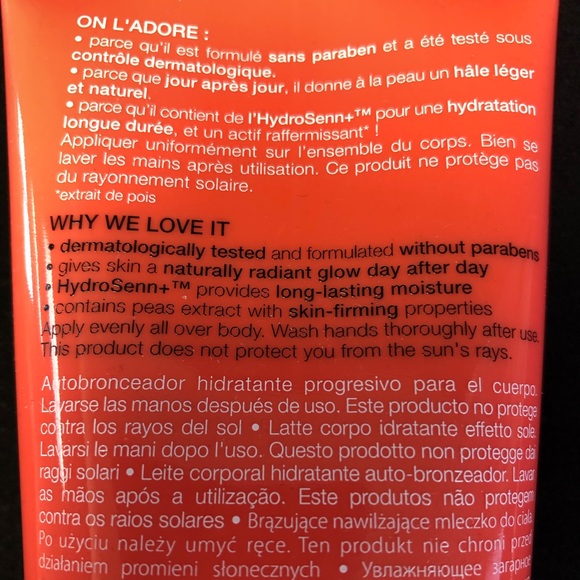 ON L'ADORE :
• parce qu'il est formulé sans paraben et a été testé sous
contrôle dermatologique.
• parce que jour après jour, il donne à la peau un hâle léger
et naturel.
• parce qu'il contient de l'HydroSenn+™ pour une hydratation
longue durée, et un actif raffermissant* !
Appliquer uniformément sur l'ensemble du corps. Bien se
laver les mains après utilisation. Ce produit ne protège pas
du rayonnement solaire.
*extrait de pois
WHY WE LOVE IT
• dermatologically tested and formulated without parabens
• gives skin a naturally radiant glow day after day
• HydroSenn+™ provides long-lasting moisture
• contains peas extract with skin-firming properties
Apply evenly all over body. Wash hands thoroughly after use.
This product does not protect you from the sun's rays.
Autobronceador hidratante progresivo para el cuerpo.
Lavarse las manos después de uso. Este producto no protege
contra los rayos del sol • Latte corpo idratante effetto sole.
Lavarsi le mani dopo l'uso. Questo prodotto non protegge dai
raggi solari • Leite corporal hidratante auto-bronzeador. Lavar
as mãos após a utilização. Este produtos não protegem
contra os raios solares • Brązujące nawilżające mleczko do ciała.
Po użyciu należy umyć ręce. Ten produkt nie chroni przed
działaniem promieni słonecznych • Увлажняющее загарное